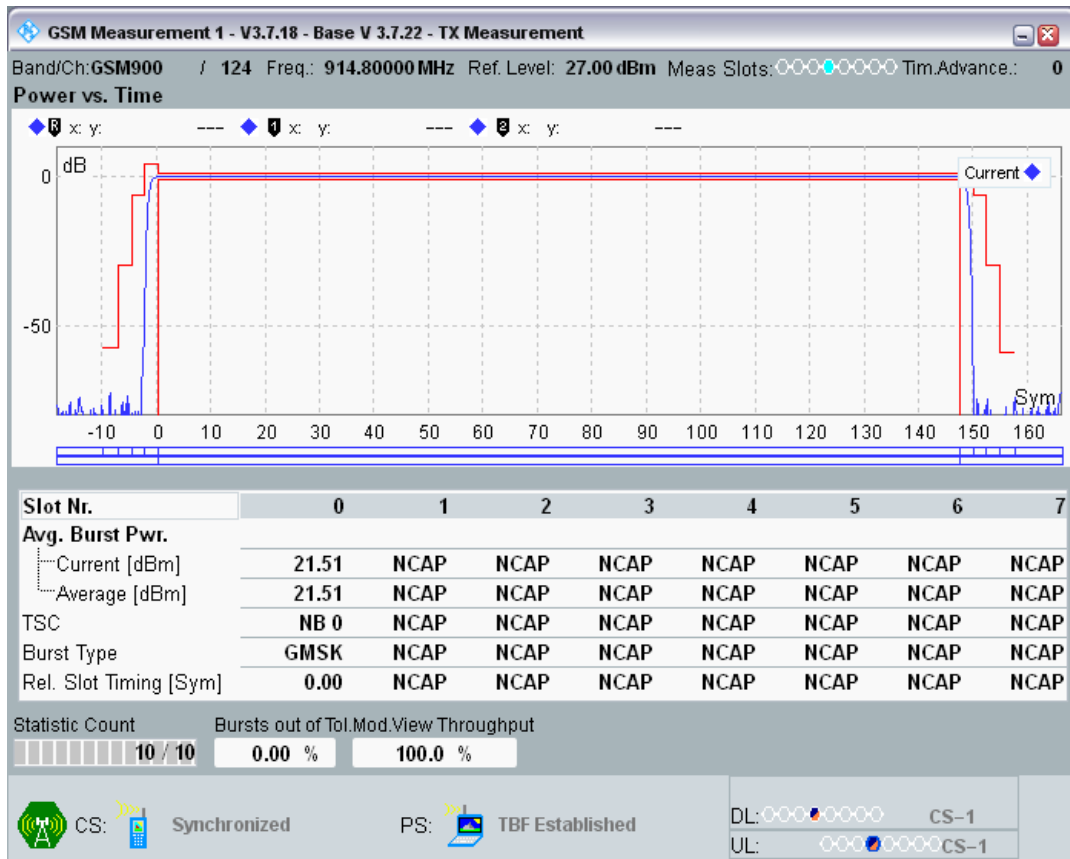 GSM Measurement 1 - V3.7.18 - Base V 3.7.22 - TX Measurement
Band/Ch:GSM900 / 124 Freq.: 914.80000 MHz Ref. Level: 27.00 dBm Meas Slots: Tim.Advance.: 0
Power vs. Time
R x: y: --- 1 x: y: --- 2 x: y: ---
dB
Current
0
-50
Sym
-10 0 10 20 30 40 50 60 70 80 90 100 110 120 130 140 150 160
Slot Nr. 0 1 2 3 4 5 6 7
Avg. Burst Pwr.
Current [dBm] 21.51 NCAP NCAP NCAP NCAP NCAP NCAP NCAP
Average [dBm] 21.51 NCAP NCAP NCAP NCAP NCAP NCAP NCAP
TSC NB 0 NCAP NCAP NCAP NCAP NCAP NCAP NCAP
Burst Type GMSK NCAP NCAP NCAP NCAP NCAP NCAP NCAP
Rel. Slot Timing [Sym] 0.00 NCAP NCAP NCAP NCAP NCAP NCAP NCAP
Statistic Count Bursts out of Tol.Mod.View Throughput
10 / 10 0.00 % 100.0 %
CS: Synchronized PS: TBF Established
DL: CS-1
UL: CS-1